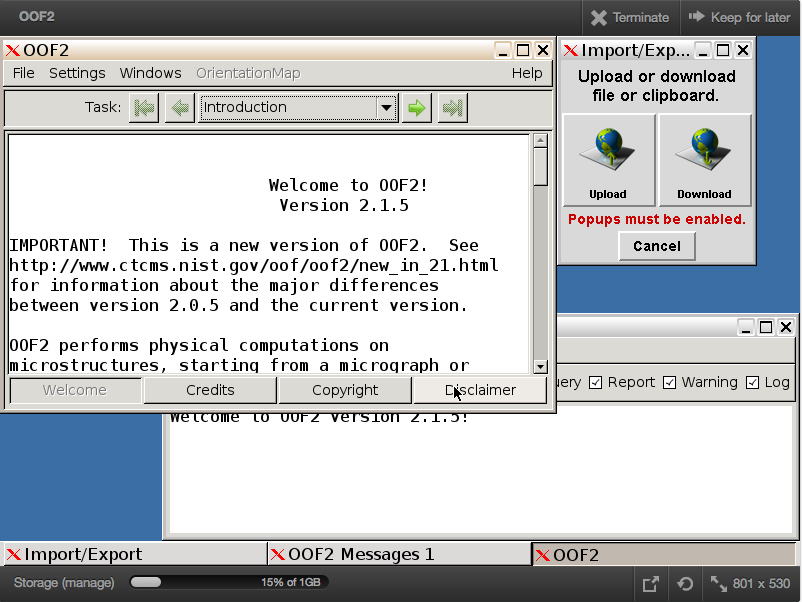 OOF2
Terminate
Keep for later
OOF2
File Settings Windows OrientationMap Help
Task: Introduction
Welcome to OOF2!
Version 2.1.5
IMPORTANT! This is a new version of OOF2. See
http://www.ctcms.nist.gov/oof/oof2/new_in_21.html
for information about the major differences
between version 2.0.5 and the current version.
OOF2 performs physical computations on
microstructures, starting from a micrograph or
Welcome Credits Copyright Disclaimer
Import/Exp...
Upload or download
file or clipboard.
Upload Download
Popups must be enabled.
Cancel
ery Report Warning Log
Welcome to OOF2 version 2.1.5!
Import/Export OOF2 Messages 1 OOF2
Storage (manage) 15% of 1GB 801 x 530